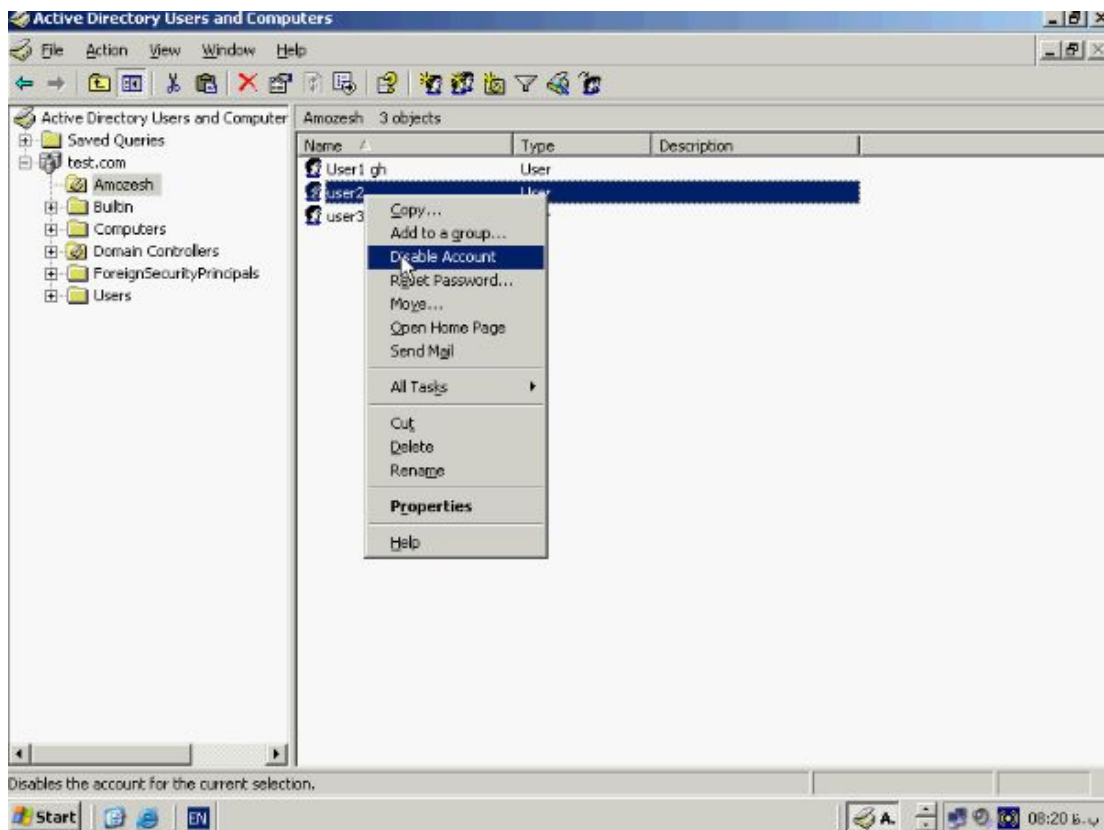 Active Directory Users and Computers
File Action View Window Help
Active Directory Users and Computer
Saved Queries
test.com
Amozesh
Builtin
Computers
Domain Controllers
ForeignSecurityPrincipals
Users
Amozesh 3 objects
Name Type Description
User1 gh User
user2 User
user3
Copy...
Add to a group...
Disable Account
Reset Password...
Move...
Open Home Page
Send Mail
All Tasks
Cut
Delete
Rename
Properties
Help
Disables the account for the current selection.
Start EN A. 08:20 ب.ظ